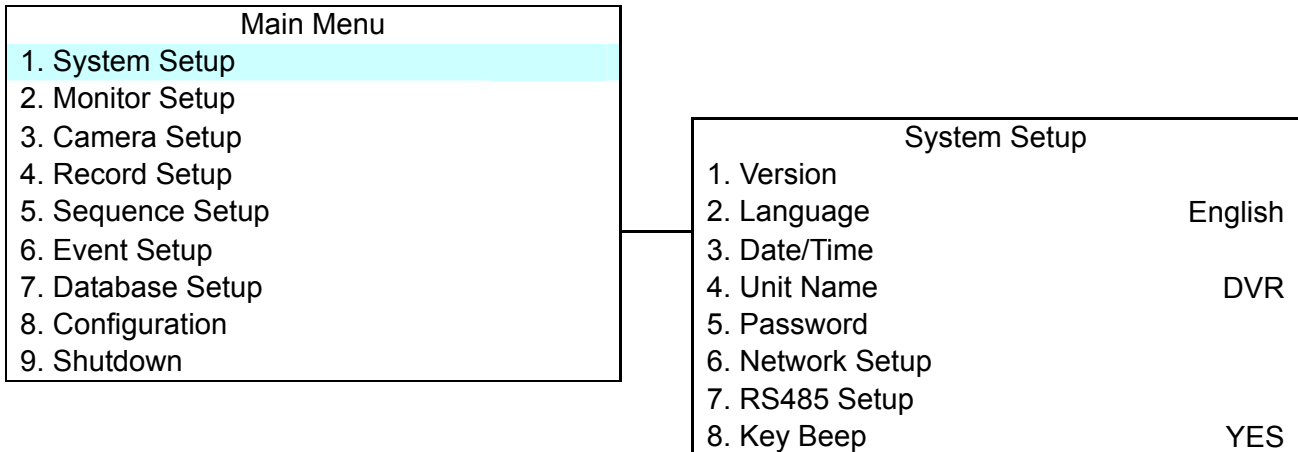 Main Menu
1. System Setup
2. Monitor Setup
3. Camera Setup
4. Record Setup
5. Sequence Setup
6. Event Setup
7. Database Setup
8. Configuration
9. Shutdown
System Setup
1. Version
2. Language English
3. Date/Time
4. Unit Name DVR
5. Password
6. Network Setup
7. RS485 Setup
8. Key Beep YES